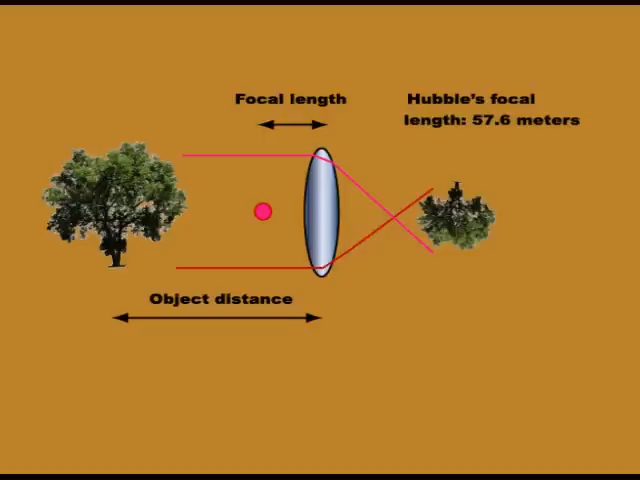 Focal length
Hubble's focal
length: 57.6 meters
Object distance